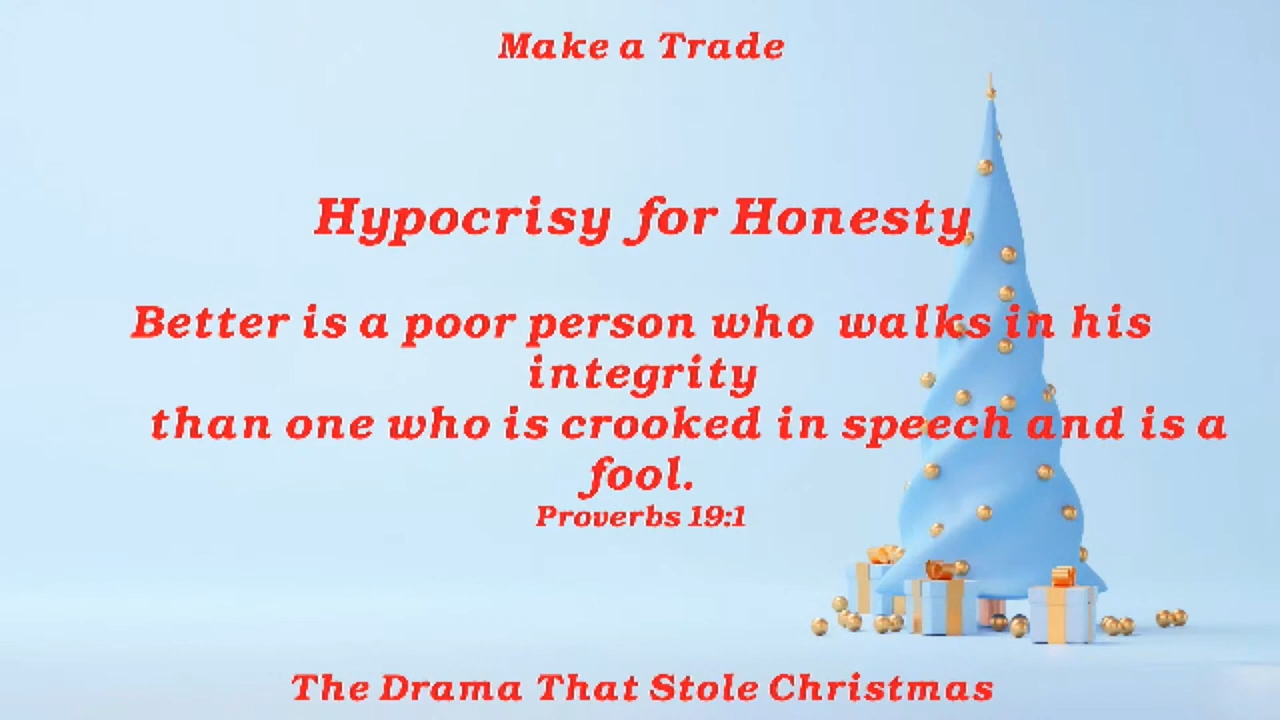 Make a Trade
Hypocrisy for Honesty
Better is a poor person who walks in his
integrity
than one who is crooked in speech and is a
fool.
Proverbs 19:1
The Drama That Stole Christmas